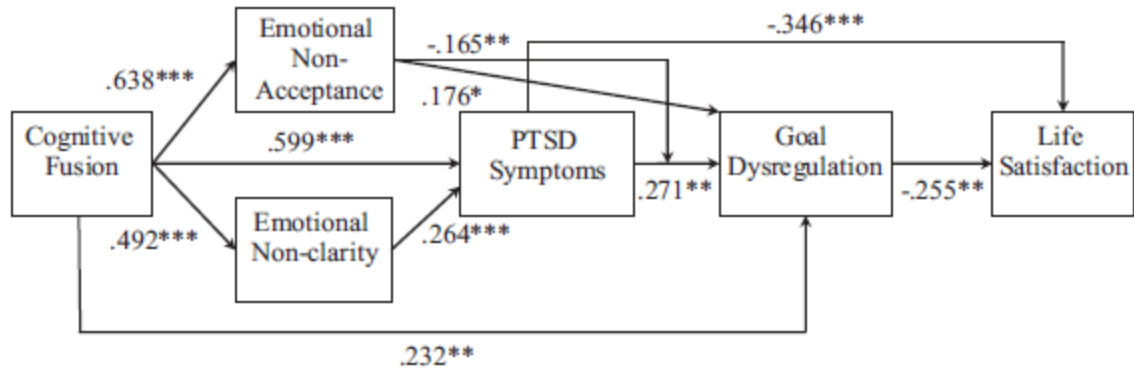 Emotional
Non-
Acceptance
-.165**
-.346***
.638***
.176*
Cognitive
Fusion
.599***
PTSD
Symptoms
Goal
Dysregulation
Life
Satisfaction
.271**
-.255**
.492***
Emotional
Non-clarity
.264***
.232**